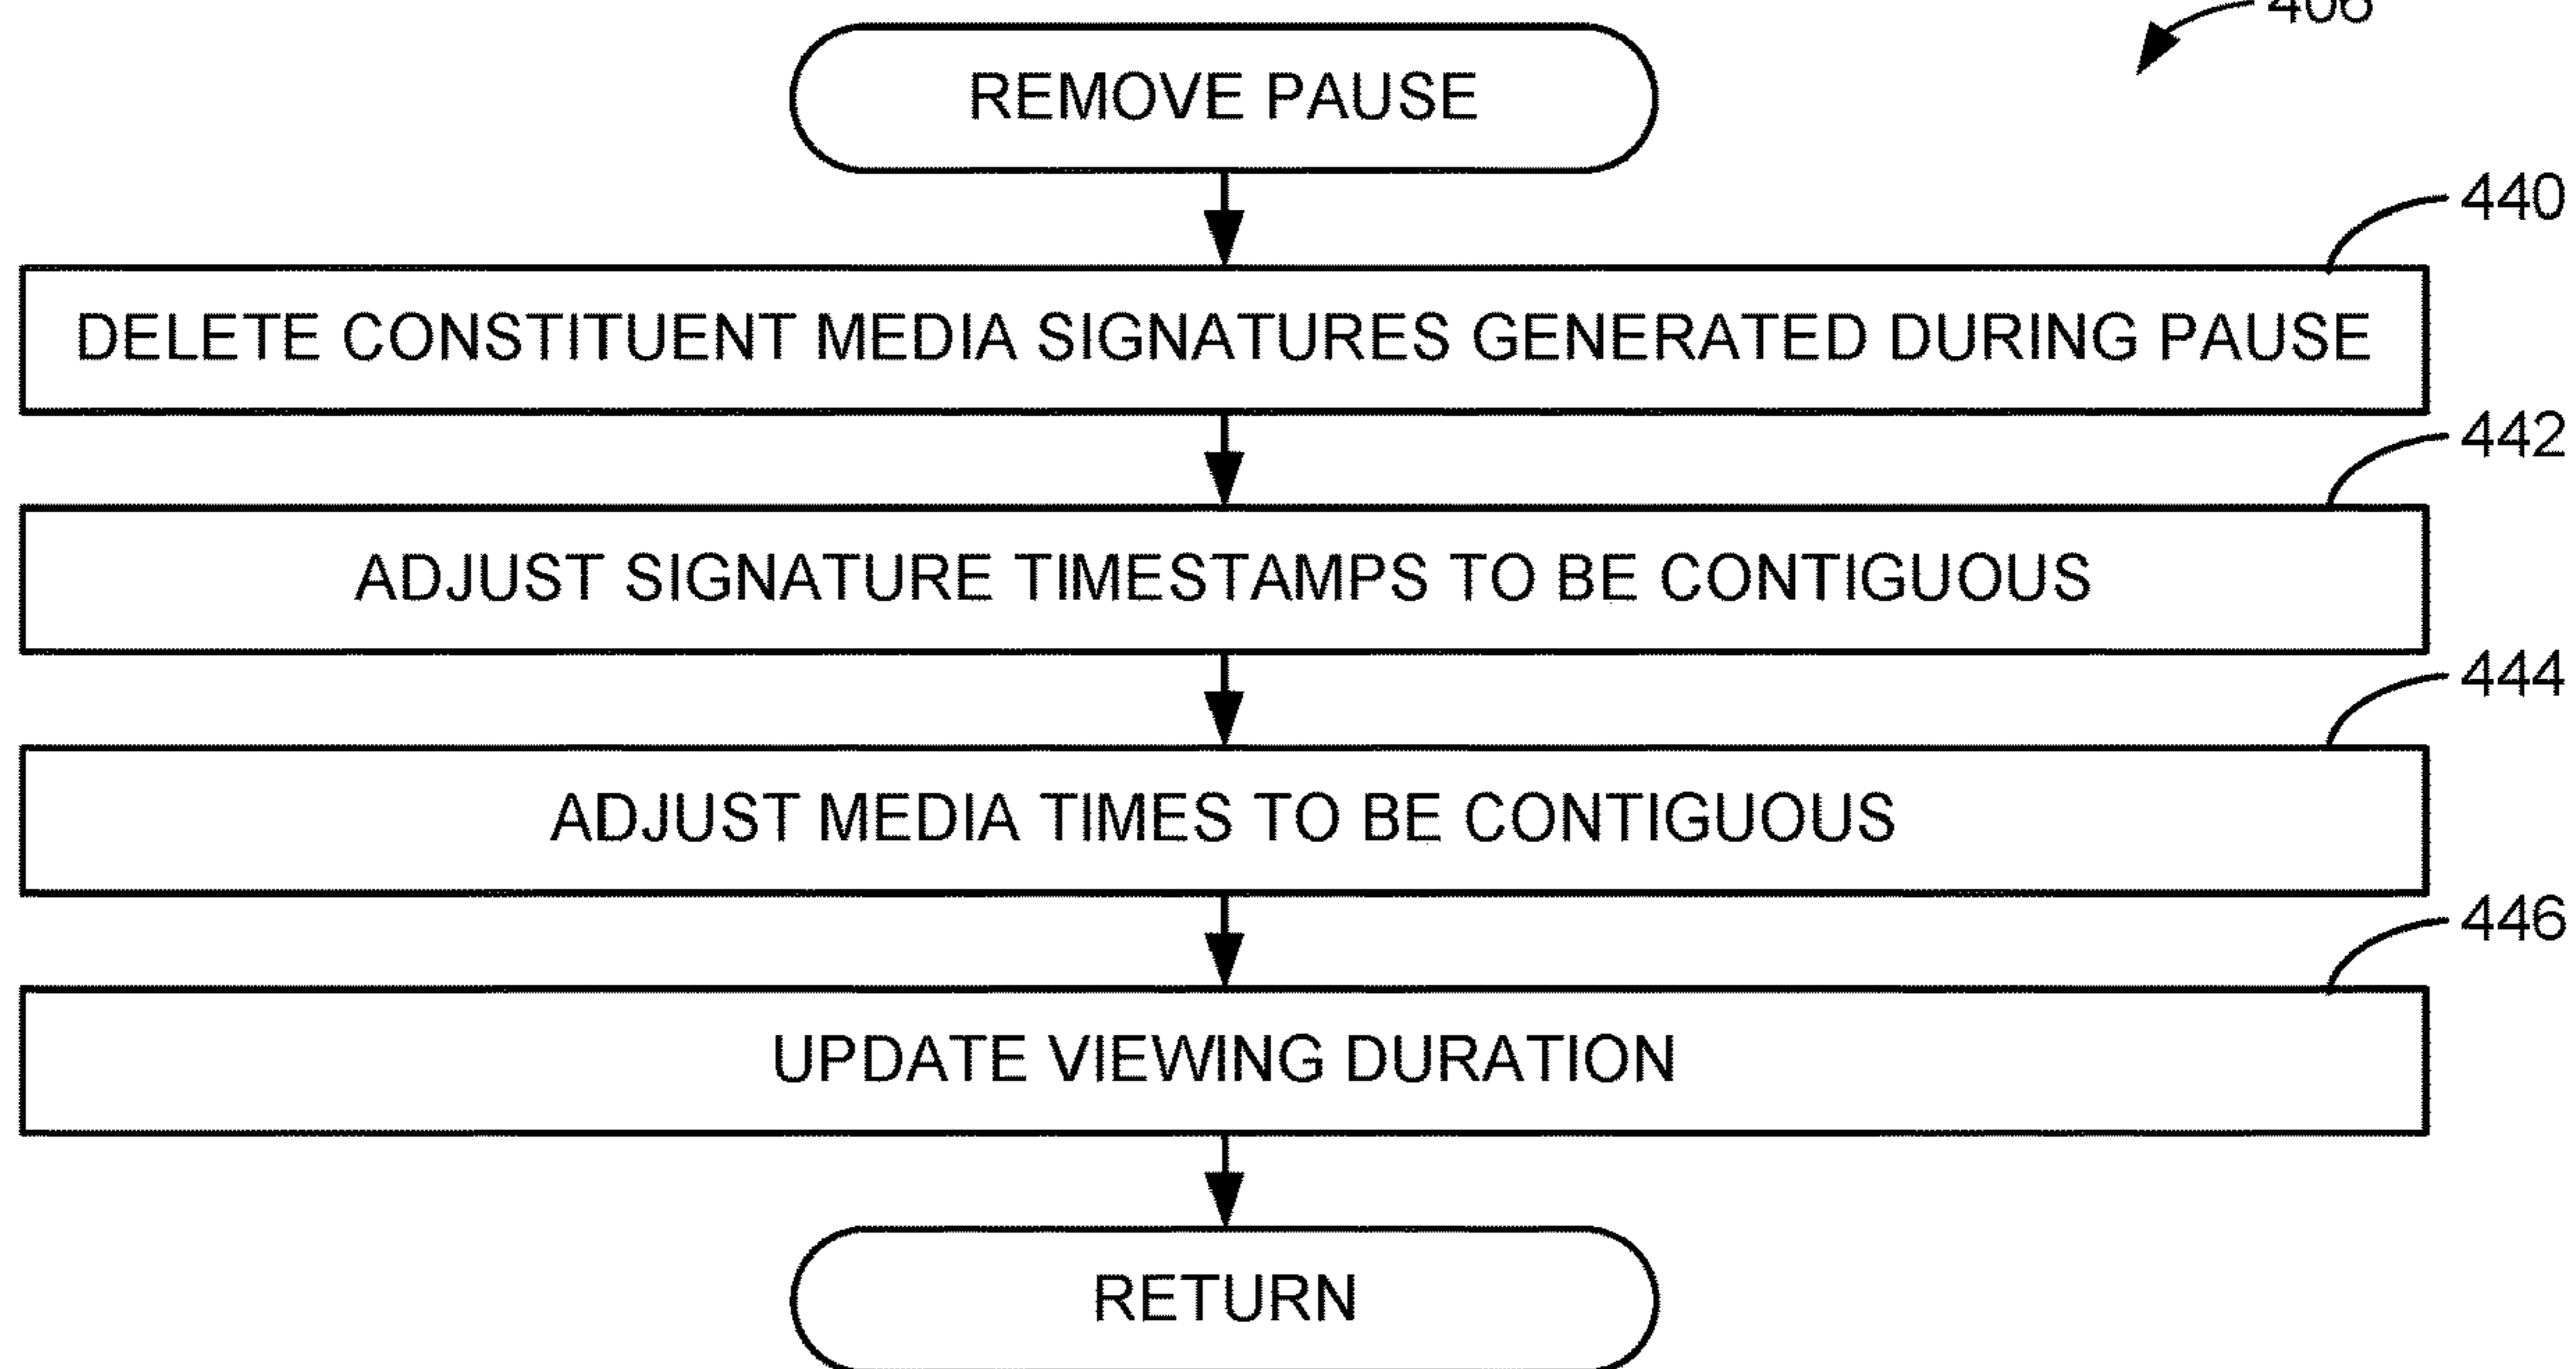 406
REMOVE PAUSE
440
DELETE CONSTITUENT MEDIA SIGNATURES GENERATED DURING PAUSE
442
ADJUST SIGNATURE TIMESTAMPS TO BE CONTIGUOUS
444
ADJUST MEDIA TIMES TO BE CONTIGUOUS
446
UPDATE VIEWING DURATION
RETURN